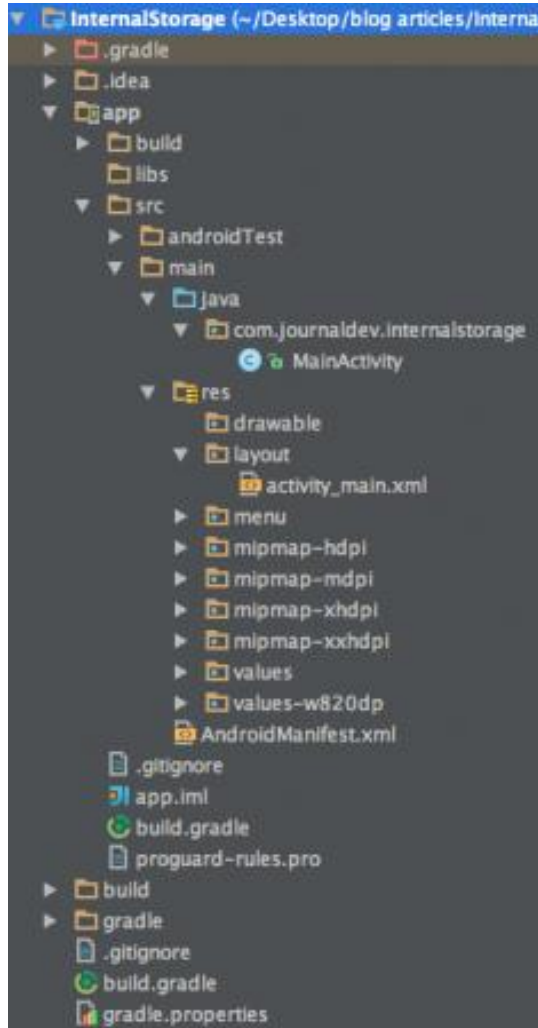 InternalStorage (~/Desktop/blog articles/Interna
.gradle
.idea
app
build
libs
src
androidTest
main
java
com.journaldev.internalstorage
MainActivity
res
drawable
layout
activity_main.xml
menu
mipmap-hdpi
mipmap-mdpi
mipmap-xhdpi
mipmap-xxhdpi
values
values-w820dp
AndroidManifest.xml
.gitignore
app.iml
build.gradle
proguard-rules.pro
build
gradle
.gitignore
build.gradle
gradle.properties